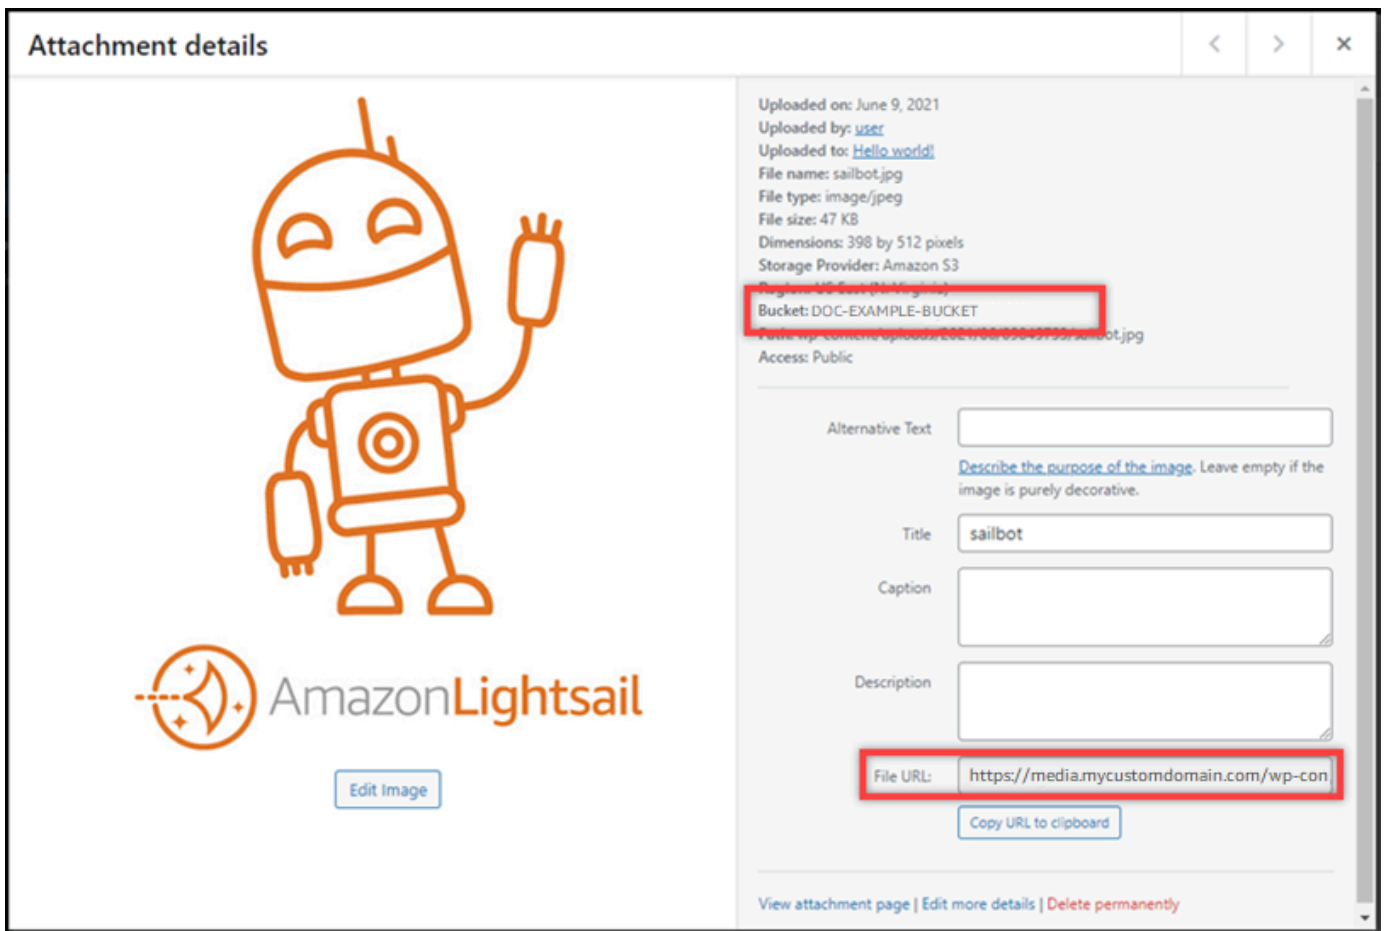 Attachment details
Uploaded on: June 9, 2021
Uploaded by: user
Uploaded to: Hello world!
File name: sailbot.jpg
File type: image/jpeg
File size: 47 KB
Dimensions: 398 by 512 pixels
Storage Provider: Amazon S3
Region: US East (N. Virginia)
Bucket: DOC-EXAMPLE-BUCKET
Access: Public
Alternative Text
Describe the purpose of the image. Leave empty if the
image is purely decorative.
Title sailbot
Caption
Description
File URL: https://media.mycustomdomain.com/wp-con
Copy URL to clipboard
AmazonLightsail
Edit Image
View attachment page | Edit more details | Delete permanently